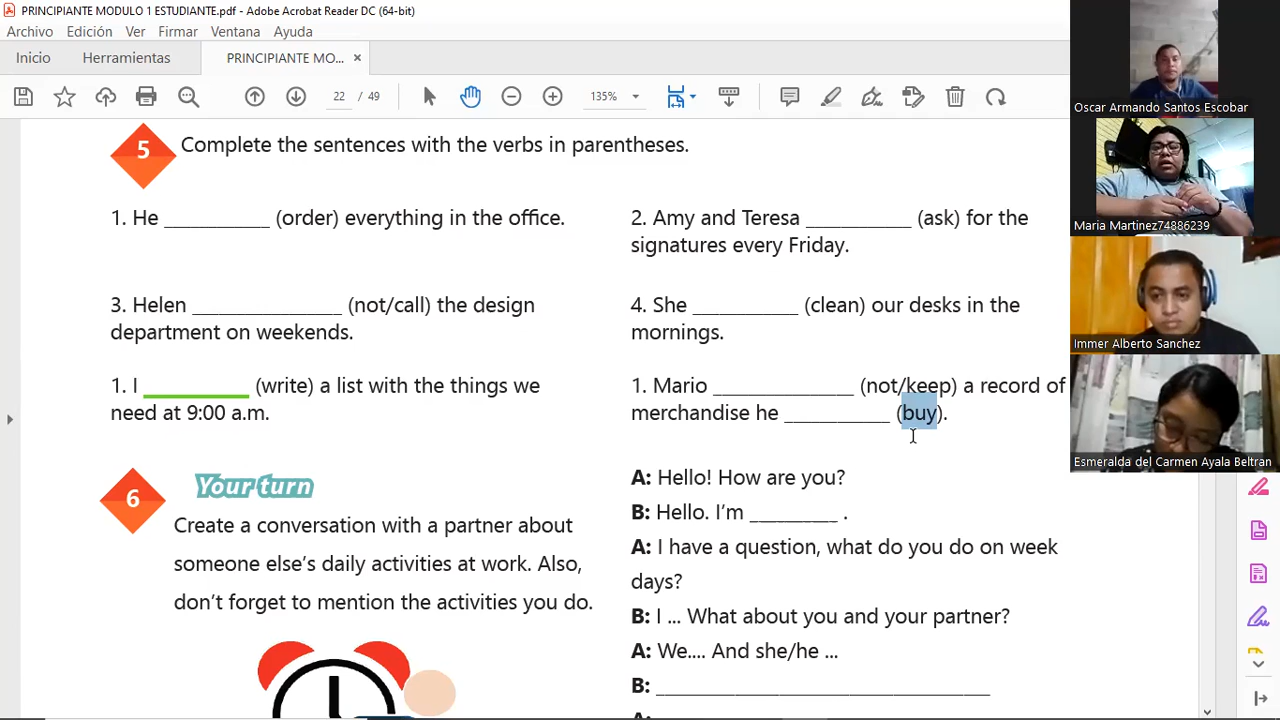 PRINCIPIANTE MODULO 1 ESTUDIANTE.pdf - Adobe Acrobat Reader DC (64-bit)
Archivo Edición Ver Firmar Ventana Ayuda
Inicio Herramientas PRINCIPIANTE MO... ×
22 / 49 135%
5 Complete the sentences with the verbs in parentheses.
1. He __________ (order) everything in the office.
2. Amy and Teresa __________ (ask) for the
signatures every Friday.
3. Helen ______________ (not/call) the design
department on weekends.
4. She __________ (clean) our desks in the
mornings.
1. I __________ (write) a list with the things we
need at 9:00 a.m.
1. Mario _____________ (not/keep) a record of
merchandise he __________ (buy).
6 Your turn
Create a conversation with a partner about
someone else's daily activities at work. Also,
don't forget to mention the activities you do.
A: Hello! How are you?
B: Hello. I'm _________ .
A: I have a question, what do you do on week
days?
B: I ... What about you and your partner?
A: We.... And she/he ...
B: ________________________________
Oscar Armando Santos Escobar
Maria Martinez74886239
Immer Alberto Sanchez
Esmeralda del Carmen Ayala Beltran